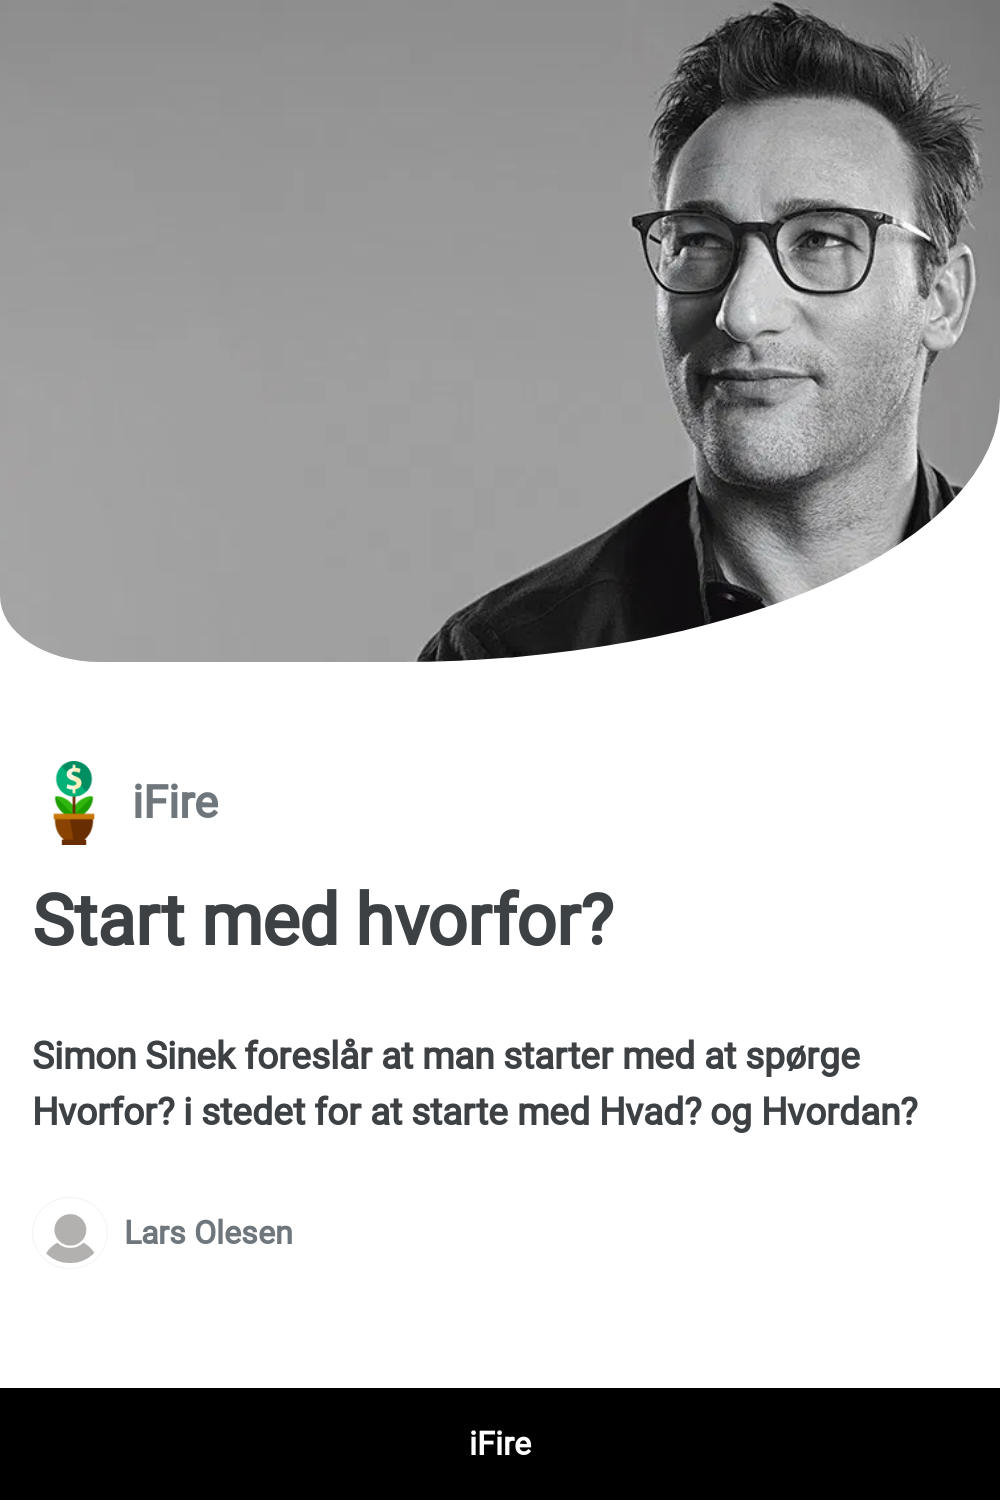 $
iFire
Start med hvorfor?
Simon Sinek foreslår at man starter med at spørge
Hvorfor? i stedet for at starte med Hvad? og Hvordan?
Lars Olesen
iFire